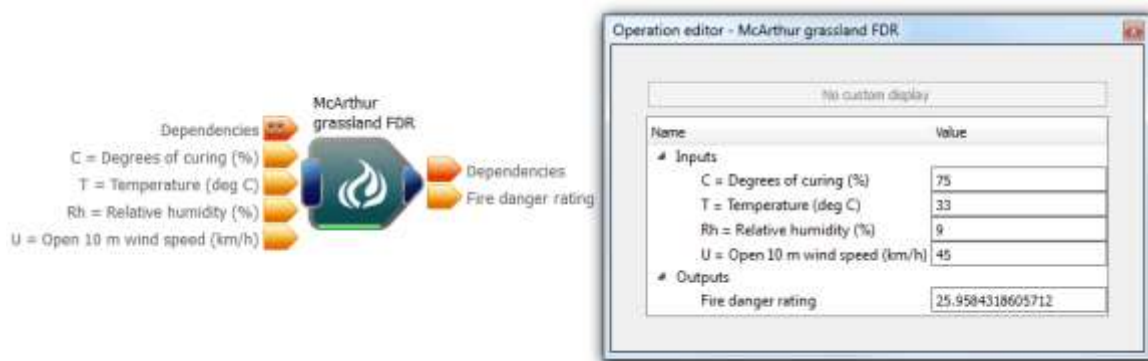 McArthur
grassland FDR
Dependencies
C = Degrees of curing (%)
T = Temperature (deg C)
Rh = Relative humidity (%)
U = Open 10 m wind speed (km/h)
Dependencies
Fire danger rating
Operation editor - McArthur grassland FDR
No custom display
Name Value
Inputs
C = Degrees of curing (%) 75
T = Temperature (deg C) 33
Rh = Relative humidity (%) 9
U = Open 10 m wind speed (km/h) 45
Outputs
Fire danger rating 25.9584318605712